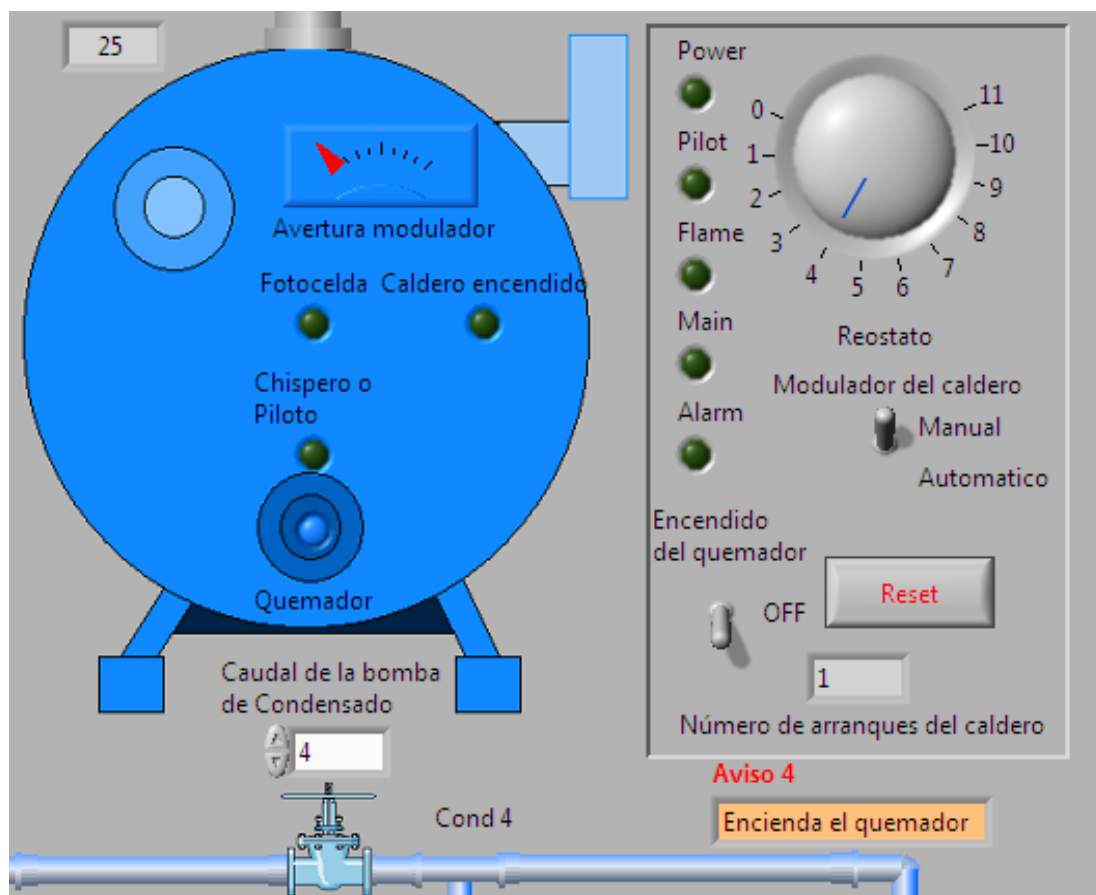 25
Avertura modulador
Fotocelda
Caldero encendido
Chispero o
Piloto
Quemador
Caudal de la bomba
de Condensado
4
Cond 4
Power
Pilot
Flame
Main
Alarm
0
1
2
3
4
5
6
7
8
9
10
11
Reostato
Modulador del caldero
Manual
Automatico
Encendido
del quemador
OFF
Reset
1
Número de arranques del caldero
Aviso 4
Encienda el quemador